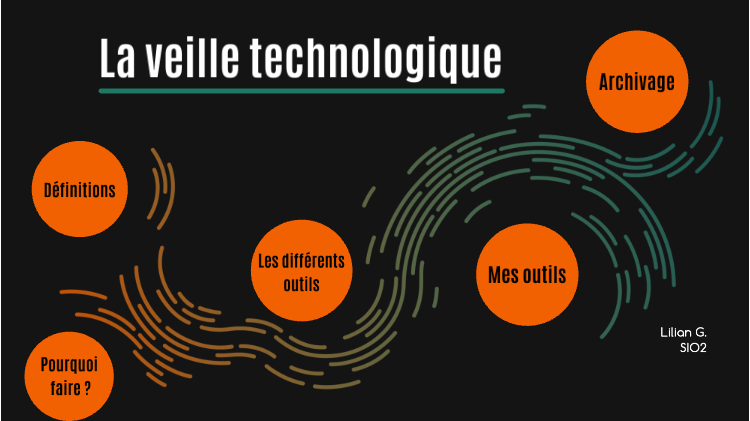 La veille technologique
Archivage
Définitions
Les différents
outils
Mes outils
Lilian G.
SIO2
Pourquoi
faire ?